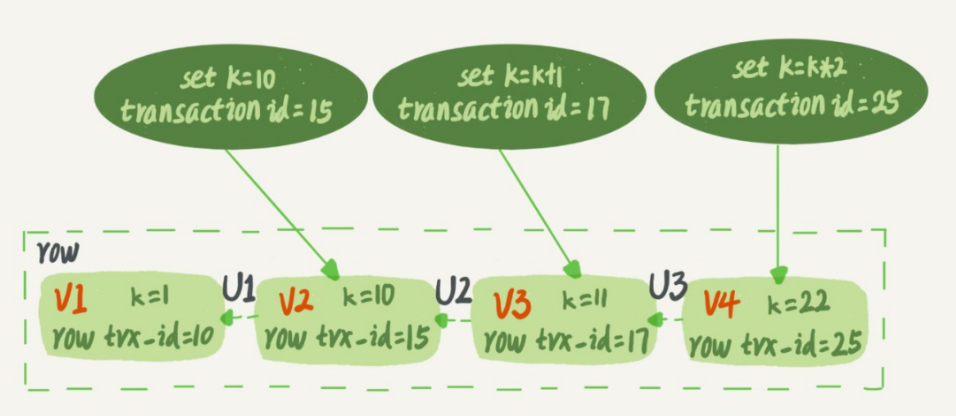 set k=10
transaction id=15
set k=k+1
transaction id=17
set k=k*2
transaction id=25
row
V1 k=1
row trx-id=10
U1
V2 k=10
row trx-id=15
U2
V3 k=11
row trx-id=17
U3
V4 k=22
row trx-id=25